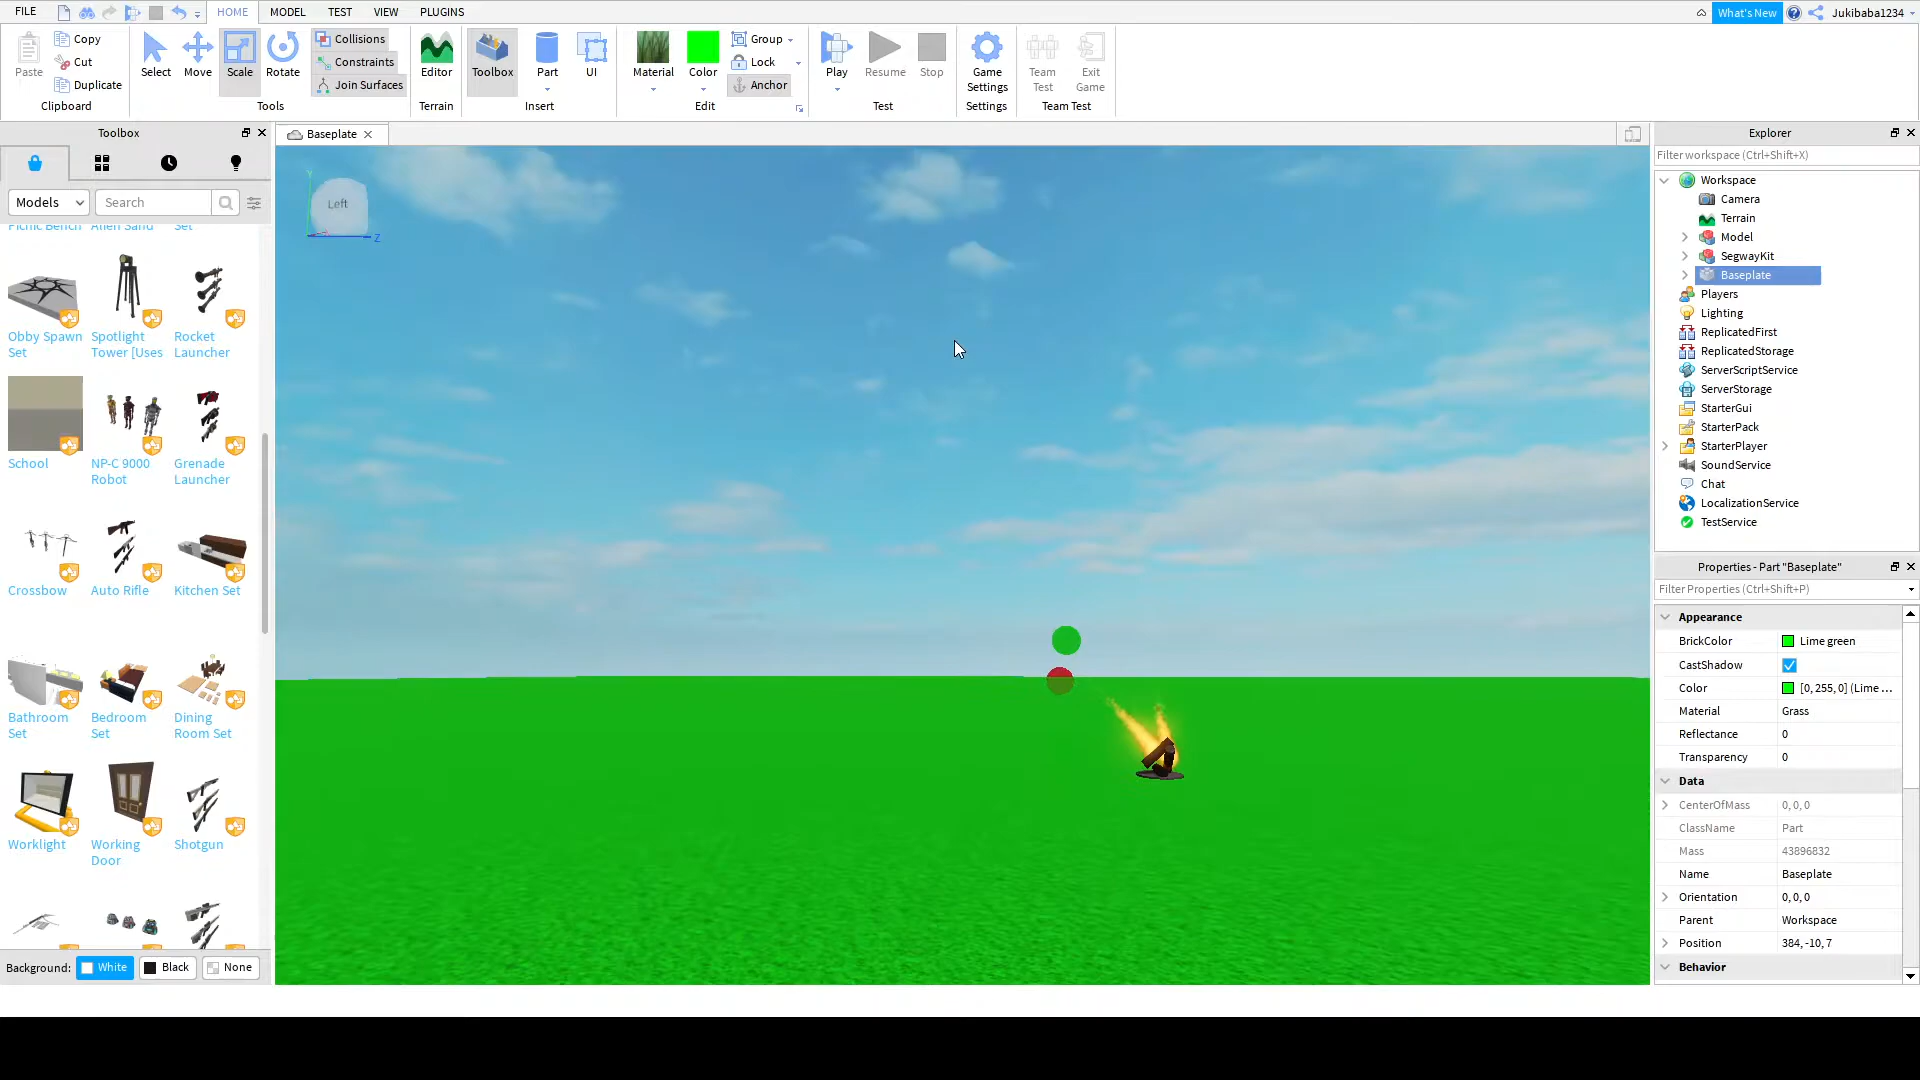 FILE HOME MODEL TEST VIEW PLUGINS What's New Jukibaba1234
Paste Copy Cut Duplicate Clipboard
Select Move Scale Rotate Collisions Constraints Join Surfaces Tools
Editor Terrain
Toolbox Part UI Insert
Material Color Group Lock Anchor Edit
Play Resume Stop Test
Game Settings Settings
Team Test Exit Game Team Test
Toolbox
Models Search
Picnic Bench Alien Sand Set
Obby Spawn Set
Spotlight Tower [Uses
Rocket Launcher
School
NP-C 9000 Robot
Grenade Launcher
Crossbow Auto Rifle Kitchen Set
Bathroom Set
Bedroom Set
Dining Room Set
Worklight
Working Door
Shotgun
Background: White Black None
Baseplate
Left
Y
Z
Explorer
Filter workspace (Ctrl+Shift+X)
Workspace
Camera
Terrain
Model
SegwayKit
Baseplate
Players
Lighting
ReplicatedFirst
ReplicatedStorage
ServerScriptService
ServerStorage
StarterGui
StarterPack
StarterPlayer
SoundService
Chat
LocalizationService
TestService
Properties - Part "Baseplate"
Filter Properties (Ctrl+Shift+P)
Appearance
BrickColor Lime green
CastShadow
Color [0, 255, 0] (Lime ...
Material Grass
Reflectance 0
Transparency 0
Data
CenterOfMass 0, 0, 0
ClassName Part
Mass 43896832
Name Baseplate
Orientation 0, 0, 0
Parent Workspace
Position 384, -10, 7
Behavior